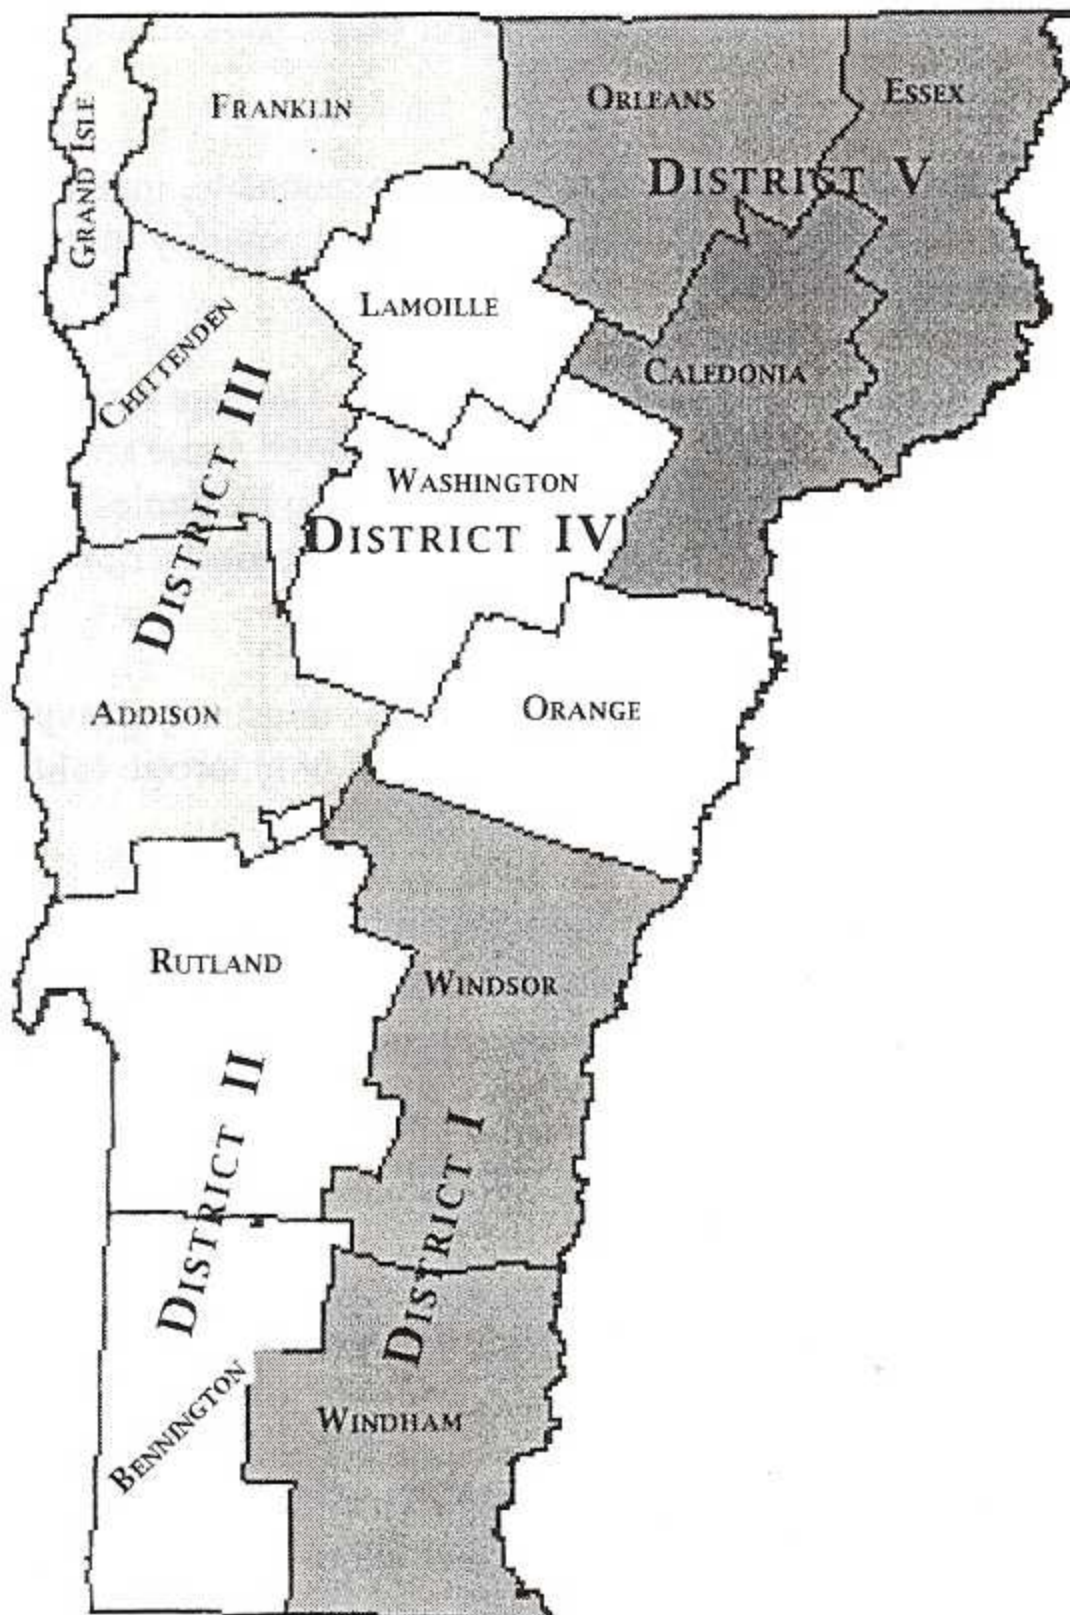 GRAND ISLE
FRANKLIN
ORLEANS
ESSEX
DISTRICT V
LAMOILLE
CHITTENDEN
CALEDONIA
DISTRICT III
WASHINGTON
DISTRICT IV
ADDISON
ORANGE
RUTLAND
WINDSOR
DISTRICT II
DISTRICT I
BENNINGTON
WINDHAM